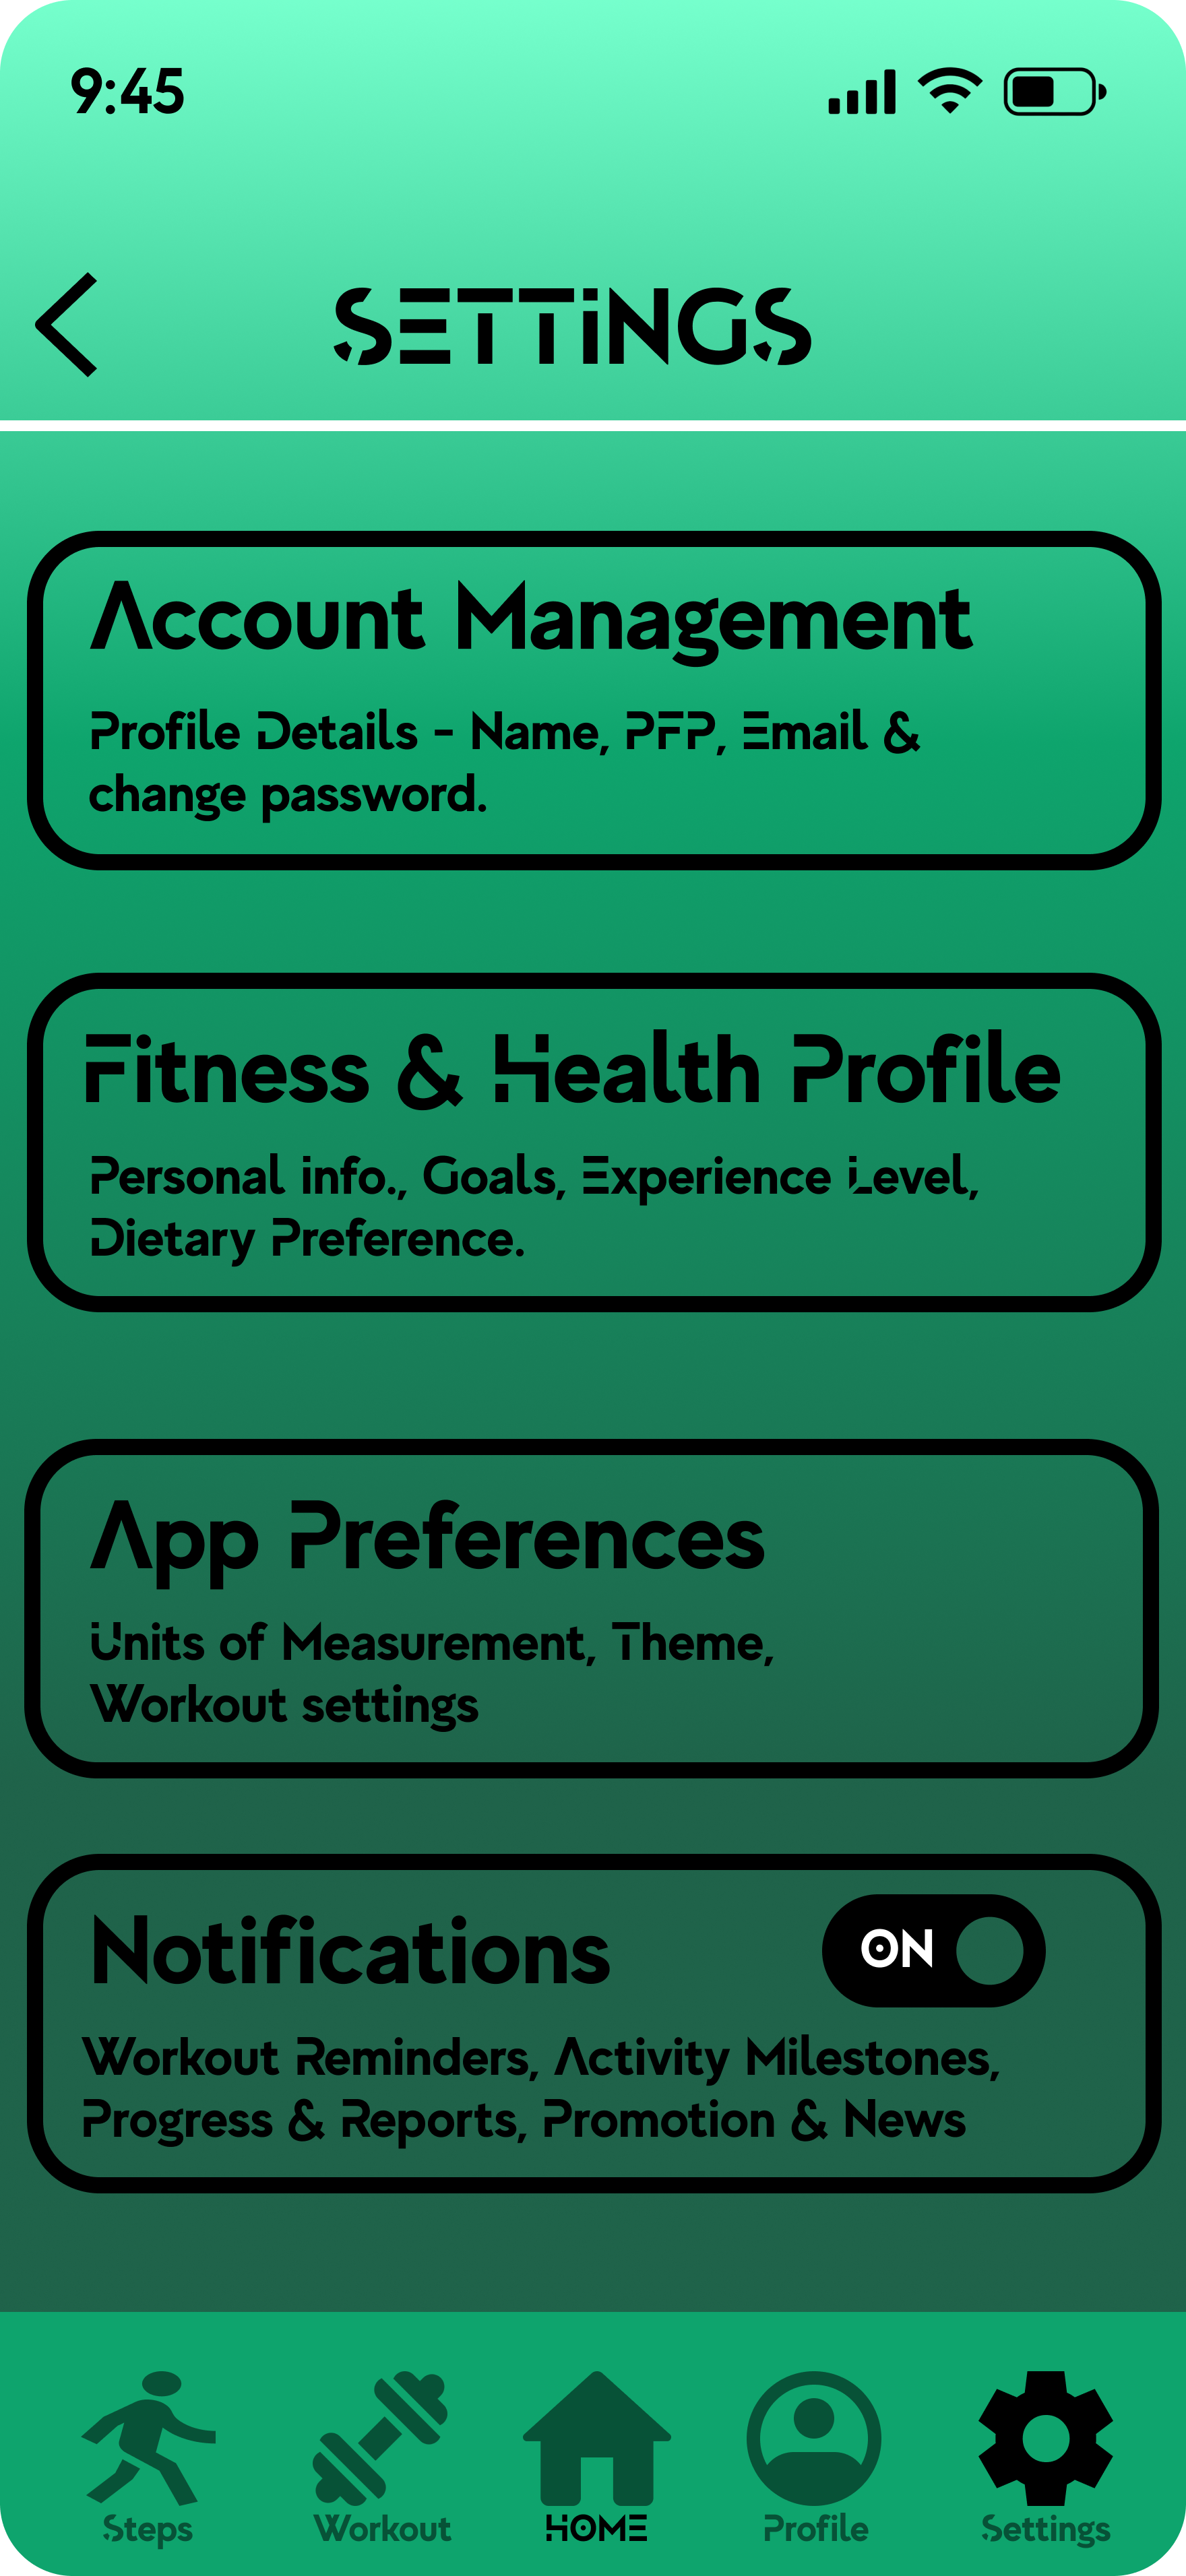 9:45
SETTiNGS
Account Management
Profile Details - Name, PFP, Email &
change password.
Fitness & Health Profile
Personal info., Goals, Experience Level,
Dietary Preference.
App Preferences
Units of Measurement, Theme,
Workout settings
Notifications
ON
Workout Reminders, Activity Milestones,
Progress & Reports, Promotion & News
Steps
Workout
HOME
Profile
Settings